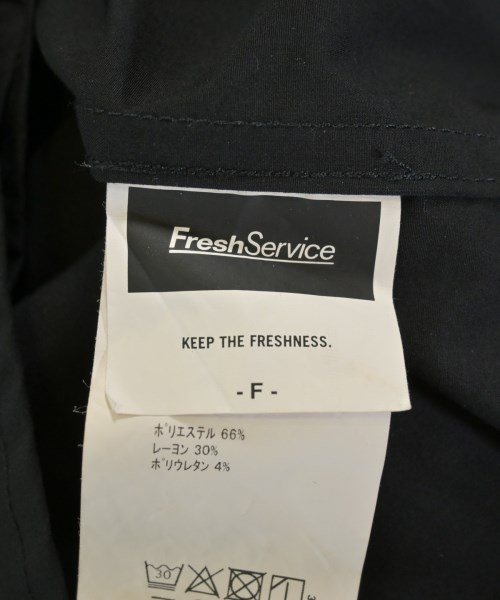 FreshService
KEEP THE FRESHNESS.
- F -
ポリエステル 66%
レーヨン 30%
ポリウレタン 4%
30